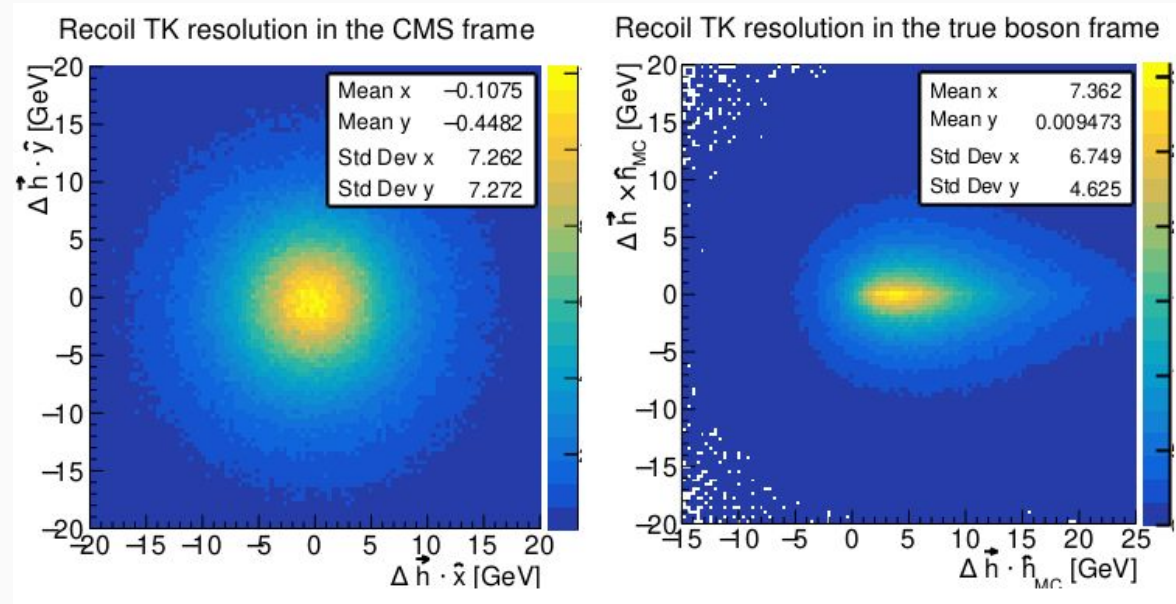 Recoil TK resolution in the CMS frame
Δ h⃗ · ŷ [GeV]
20
15
10
5
0
−5
−10
−15
−20
Mean x −0.1075
Mean y −0.4482
Std Dev x 7.262
Std Dev y 7.272
−20 −15 −10 −5 0 5 10 15 20
Δ h⃗ · x̂ [GeV]
Recoil TK resolution in the true boson frame
Δ h⃗ × ĥMC [GeV]
20
15
10
5
0
−5
−10
−15
−20
Mean x 7.362
Mean y 0.009473
Std Dev x 6.749
Std Dev y 4.625
−15 −10 −5 0 5 10 15 20 25
Δ h⃗ · ĥMC [GeV]